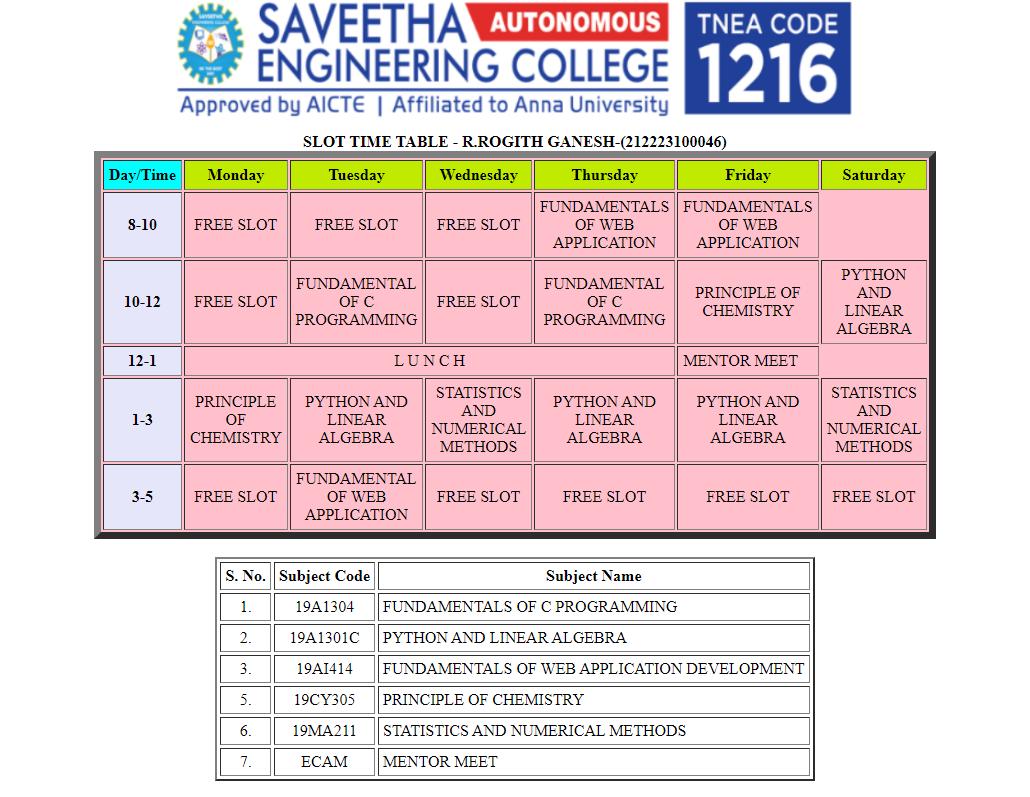 SAVEETHA AUTONOMOUS
ENGINEERING COLLEGE
Approved by AICTE | Affiliated to Anna University
TNEA CODE
1216
SLOT TIME TABLE - R.ROGITH GANESH-(212223100046)
Day/Time Monday Tuesday Wednesday Thursday Friday Saturday
8-10 FREE SLOT FREE SLOT FREE SLOT FUNDAMENTALS OF WEB APPLICATION FUNDAMENTALS OF WEB APPLICATION
10-12 FREE SLOT FUNDAMENTAL OF C PROGRAMMING FREE SLOT FUNDAMENTAL OF C PROGRAMMING PRINCIPLE OF CHEMISTRY PYTHON AND LINEAR ALGEBRA
12-1 L U N C H MENTOR MEET
1-3 PRINCIPLE OF CHEMISTRY PYTHON AND LINEAR ALGEBRA STATISTICS AND NUMERICAL METHODS PYTHON AND LINEAR ALGEBRA PYTHON AND LINEAR ALGEBRA STATISTICS AND NUMERICAL METHODS
3-5 FREE SLOT FUNDAMENTAL OF WEB APPLICATION FREE SLOT FREE SLOT FREE SLOT FREE SLOT
S. No. Subject Code Subject Name
1. 19A1304 FUNDAMENTALS OF C PROGRAMMING
2. 19A1301C PYTHON AND LINEAR ALGEBRA
3. 19AI414 FUNDAMENTALS OF WEB APPLICATION DEVELOPMENT
5. 19CY305 PRINCIPLE OF CHEMISTRY
6. 19MA211 STATISTICS AND NUMERICAL METHODS
7. ECAM MENTOR MEET